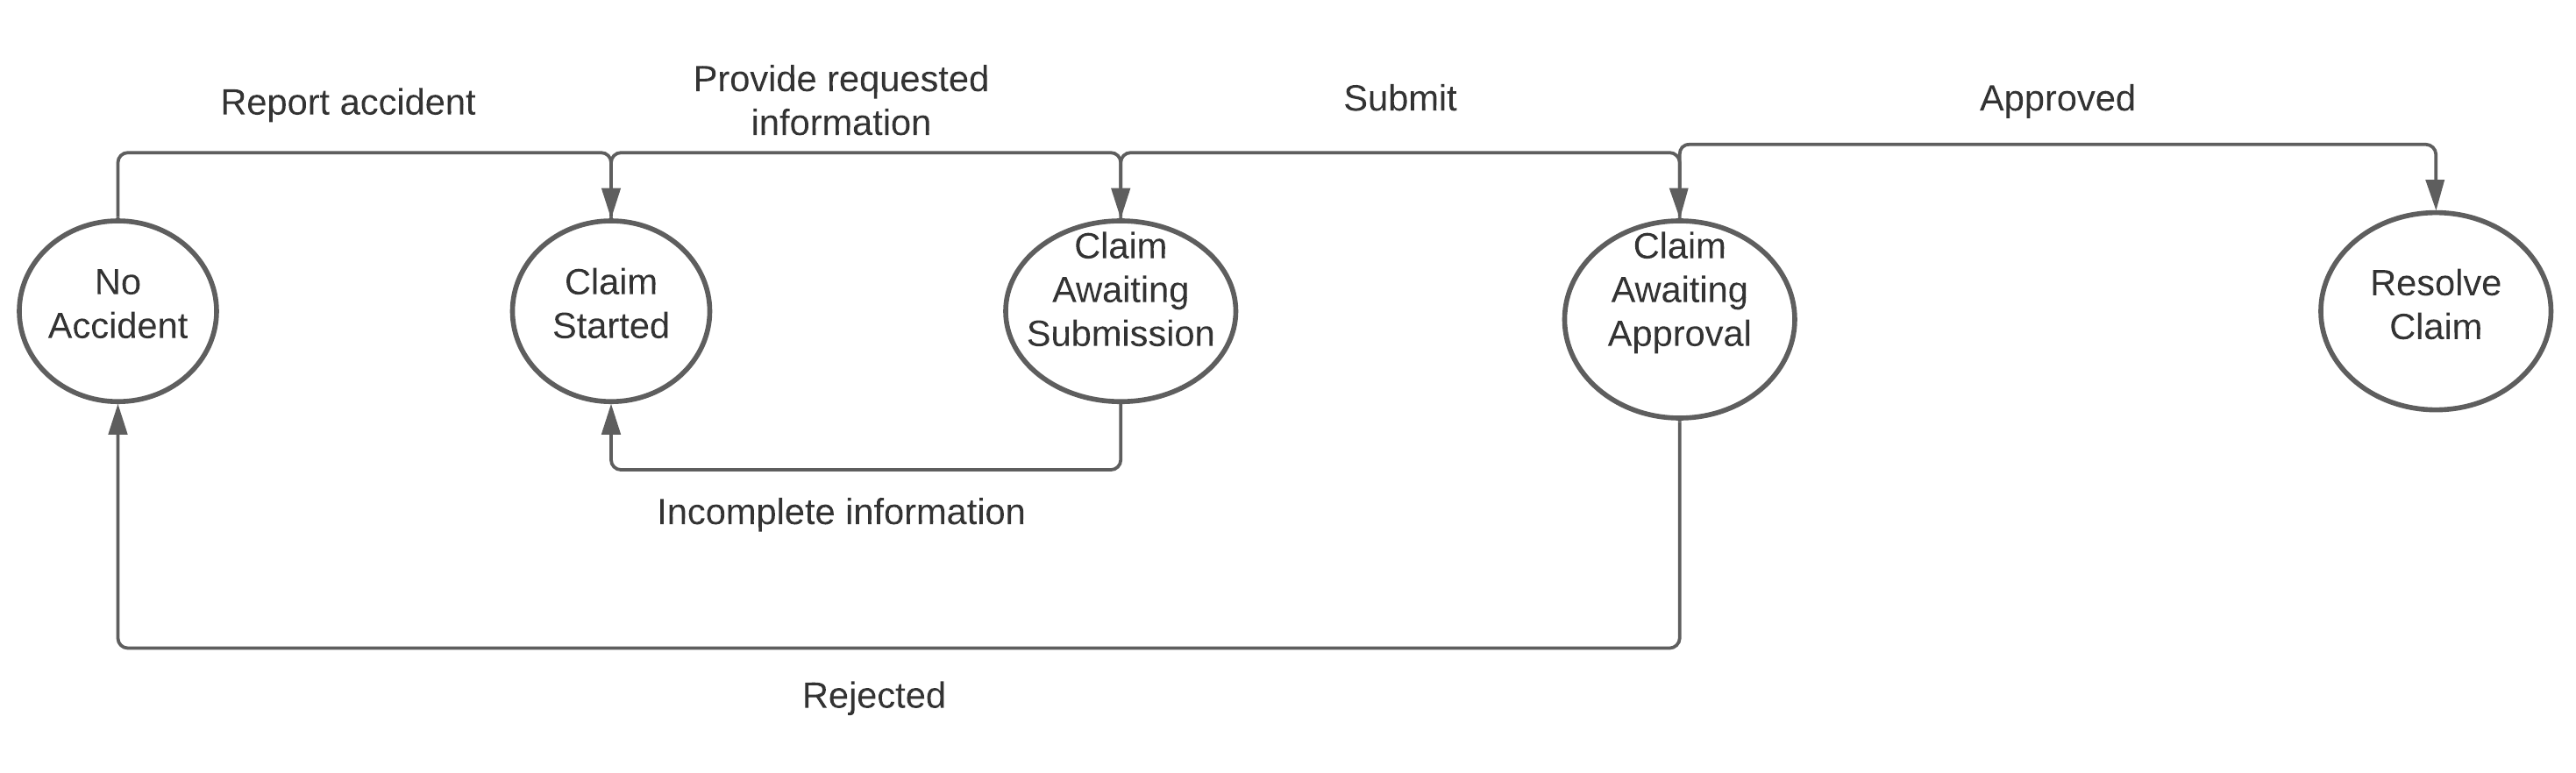 Report accident
Provide requested
information
Submit
Approved
No
Accident
Claim
Started
Claim
Awaiting
Submission
Claim
Awaiting
Approval
Resolve
Claim
Incomplete information
Rejected